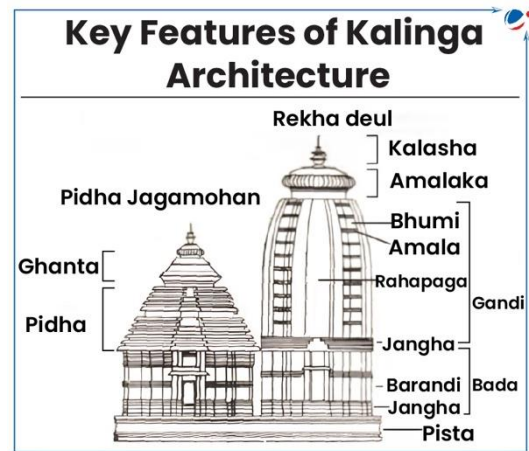 Key Features of Kalinga
Architecture
Rekha deul
Kalasha
Amalaka
Pidha Jagamohan
Bhumi
Amala
Ghanta
Rahapaga
Gandi
Pidha
Jangha
Barandi
Bada
Jangha
Pista